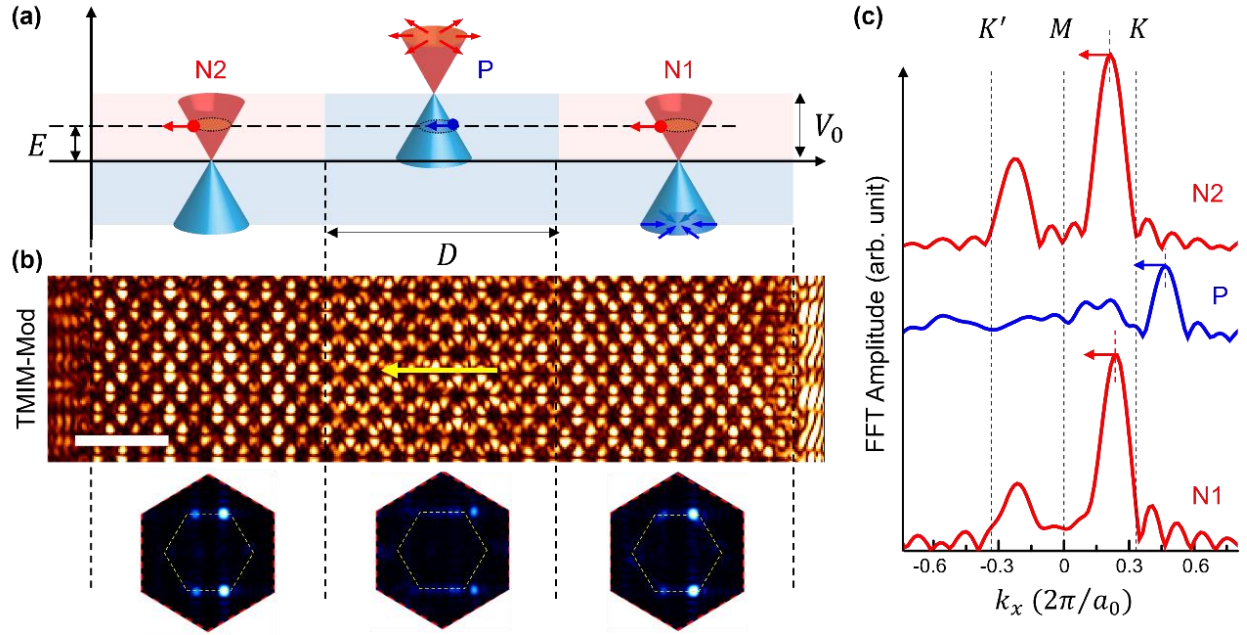 (a)
N2
P
N1
E
V₀
D
(b)
TMIM-Mod
(c)
K′ M K
N2
P
N1
FFT Amplitude (arb. unit)
-0.6 -0.3 0 0.3 0.6
kₓ (2π/a₀)